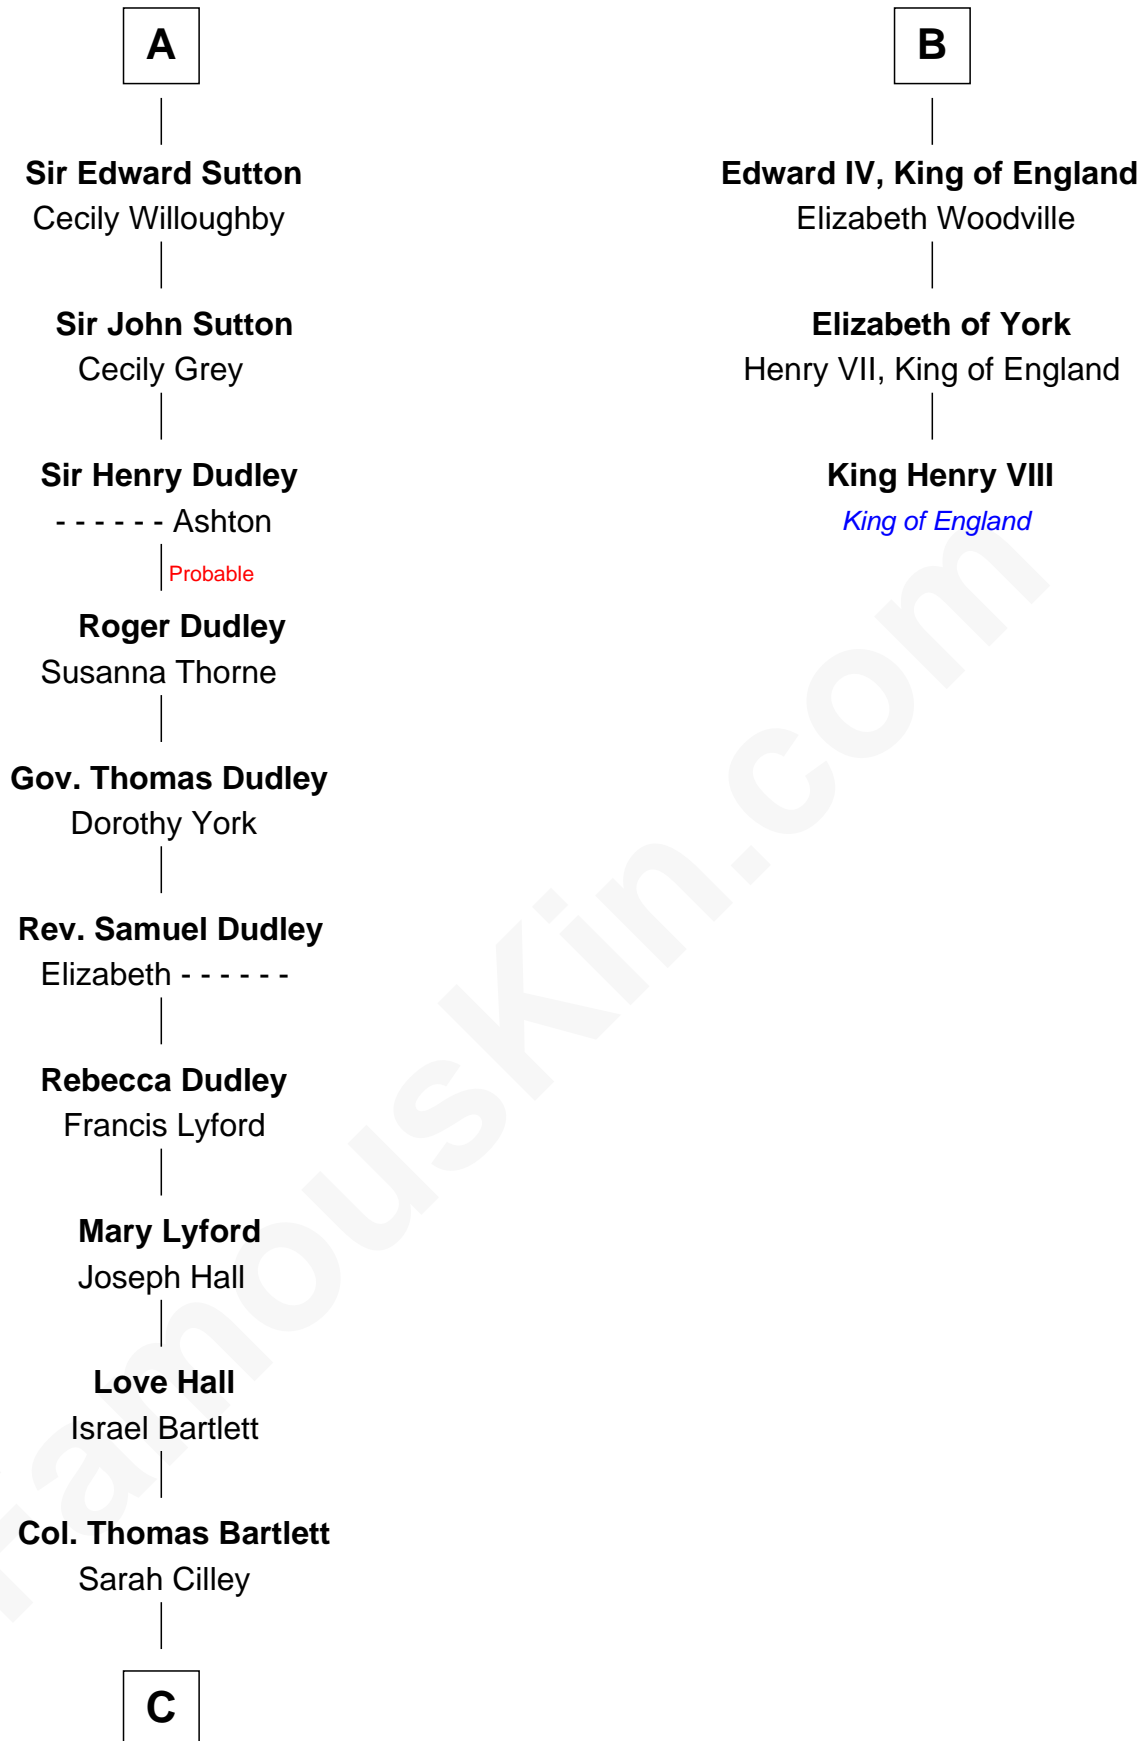 A
Sir Edward Sutton
Cecily Willoughby
Sir John Sutton
Cecily Grey
Sir Henry Dudley
- - - - - - Ashton
Probable
Roger Dudley
Susanna Thorne
Gov. Thomas Dudley
Dorothy York
Rev. Samuel Dudley
Elizabeth - - - - - -
Rebecca Dudley
Francis Lyford
Mary Lyford
Joseph Hall
Love Hall
Israel Bartlett
Col. Thomas Bartlett
Sarah Cilley
C
B
Edward IV, King of England
Elizabeth Woodville
Elizabeth of York
Henry VII, King of England
King Henry VIII
King of England
FamousKin.com